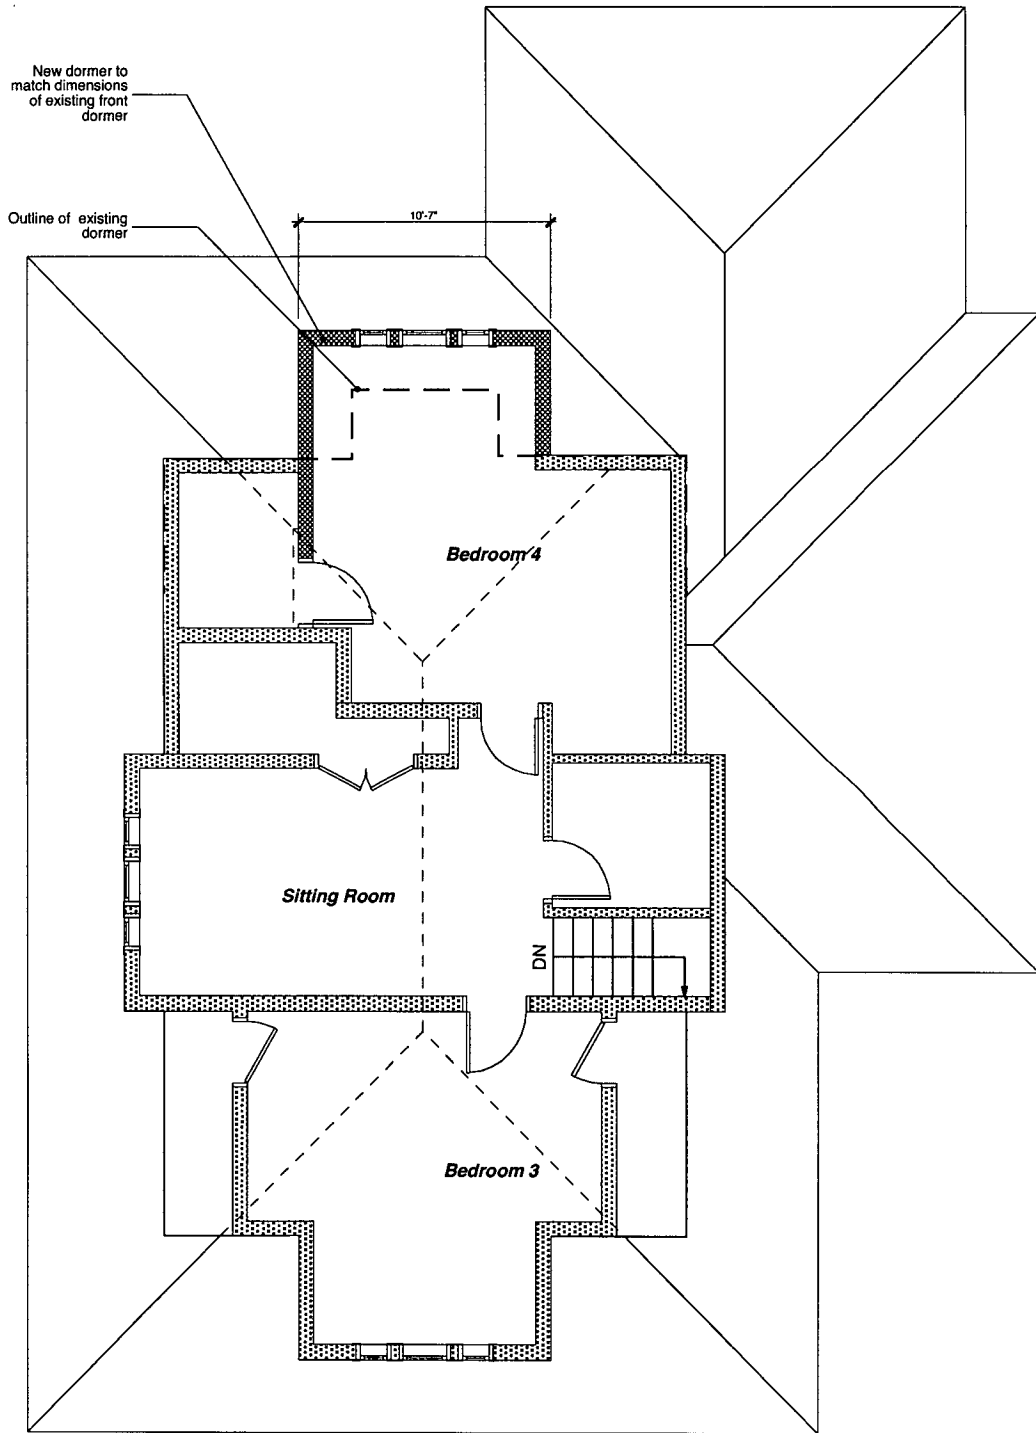 New dormer to
match dimensions
of existing front
dormer
Outline of existing
dormer
10'-7"
Bedroom 4
Sitting Room
DN
Bedroom 3